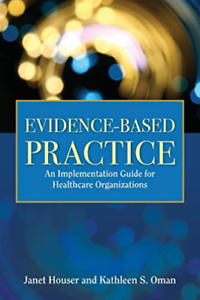 EVIDENCE-BASED
PRACTICE
An Implementation Guide for
Healthcare Organizations
Janet Houser and Kathleen S. Oman